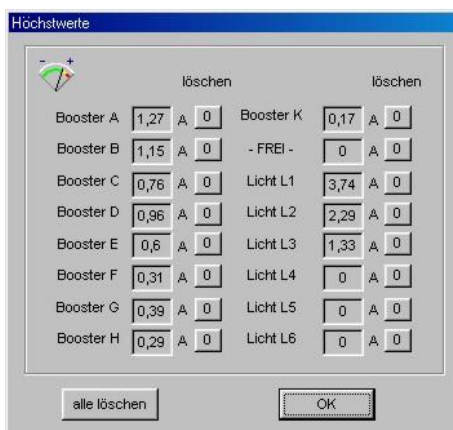 Höchstwerte
- +
löschen löschen
Booster A 1,27 A 0 Booster K 0,17 A 0
Booster B 1,15 A 0 - FREI - 0 A 0
Booster C 0,76 A 0 Licht L1 3,74 A 0
Booster D 0,96 A 0 Licht L2 2,29 A 0
Booster E 0,6 A 0 Licht L3 1,33 A 0
Booster F 0,31 A 0 Licht L4 0 A 0
Booster G 0,39 A 0 Licht L5 0 A 0
Booster H 0,29 A 0 Licht L6 0 A 0
alle löschen OK